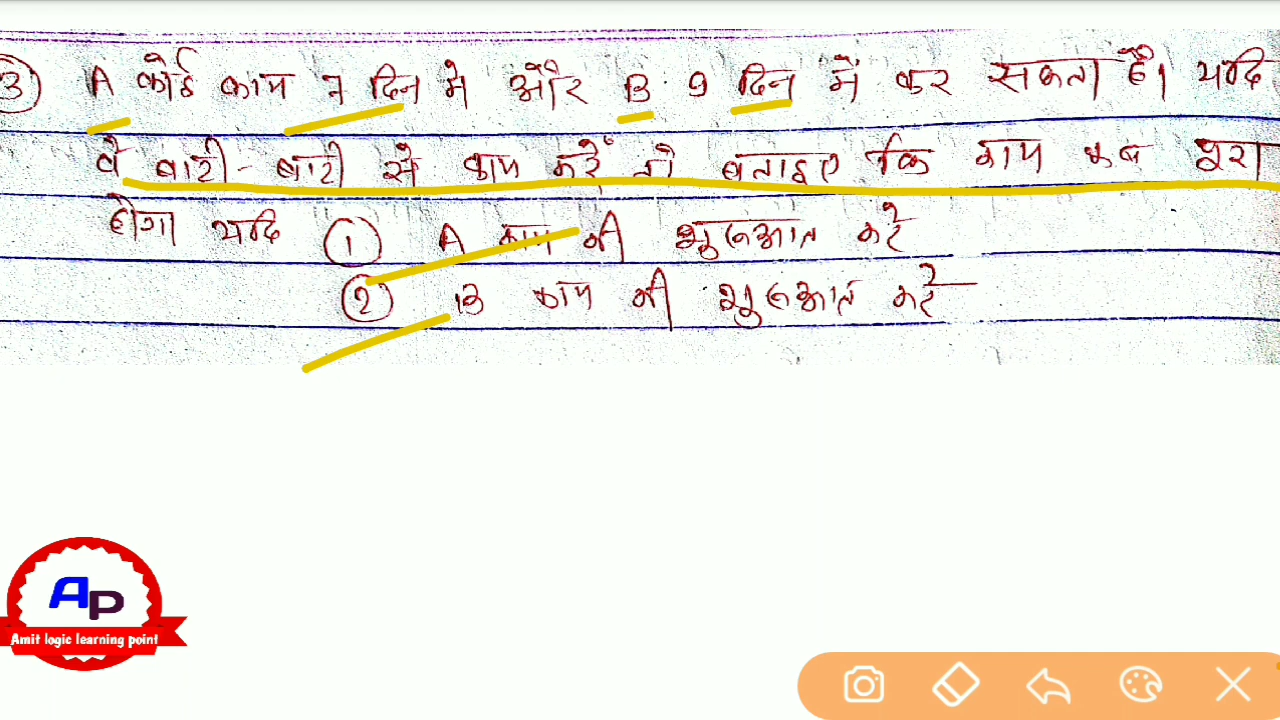 ③ A कोई काम 7 दिन मे और B 9 दिन में कर सकता है। यदि
वे बारी-बारी से काम करें तो बताइए कि काम कब पूरा
होगा यदि ① A काम की शुरुआत करे
② B काम की शुरुआत करे
AP
Amit logic learning point